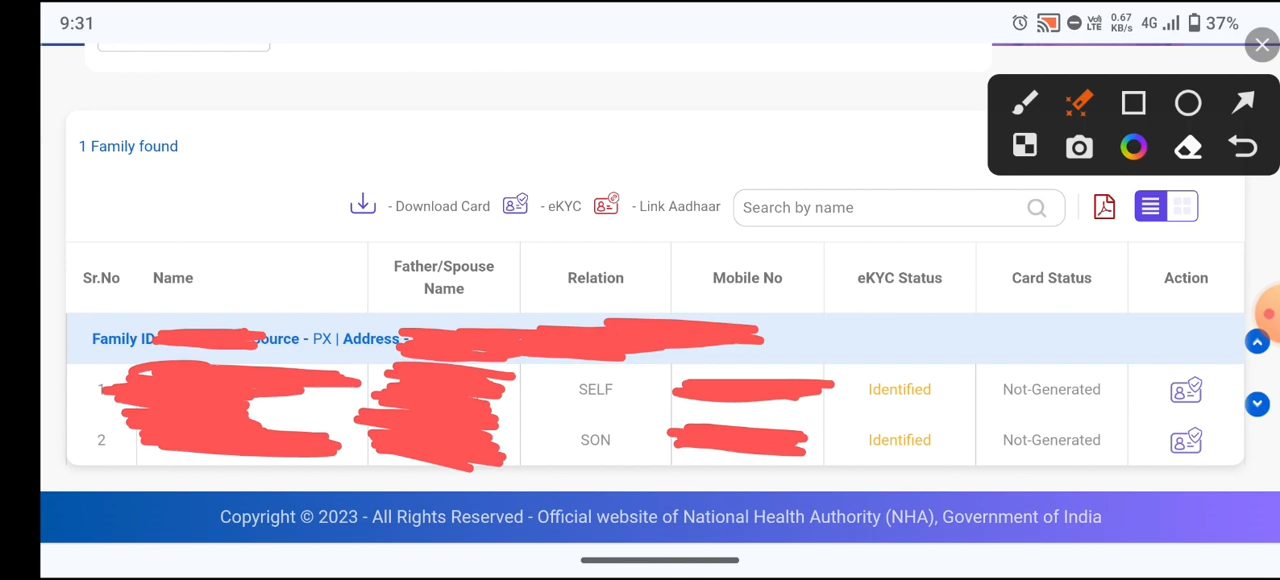 9:31 Vo) LTE 0.67 KB/s 4G 37%
1 Family found
- Download Card - eKYC - Link Aadhaar Search by name
Sr.No Name Father/Spouse Name Relation Mobile No eKYC Status Card Status Action
Family ID ource - PX | Address -
1 SELF Identified Not-Generated
2 SON Identified Not-Generated
Copyright © 2023 - All Rights Reserved - Official website of National Health Authority (NHA), Government of India